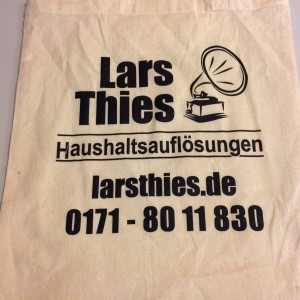 Lars
Thies
Haushaltsauflösungen
larsthies.de
0171 - 80 11 830